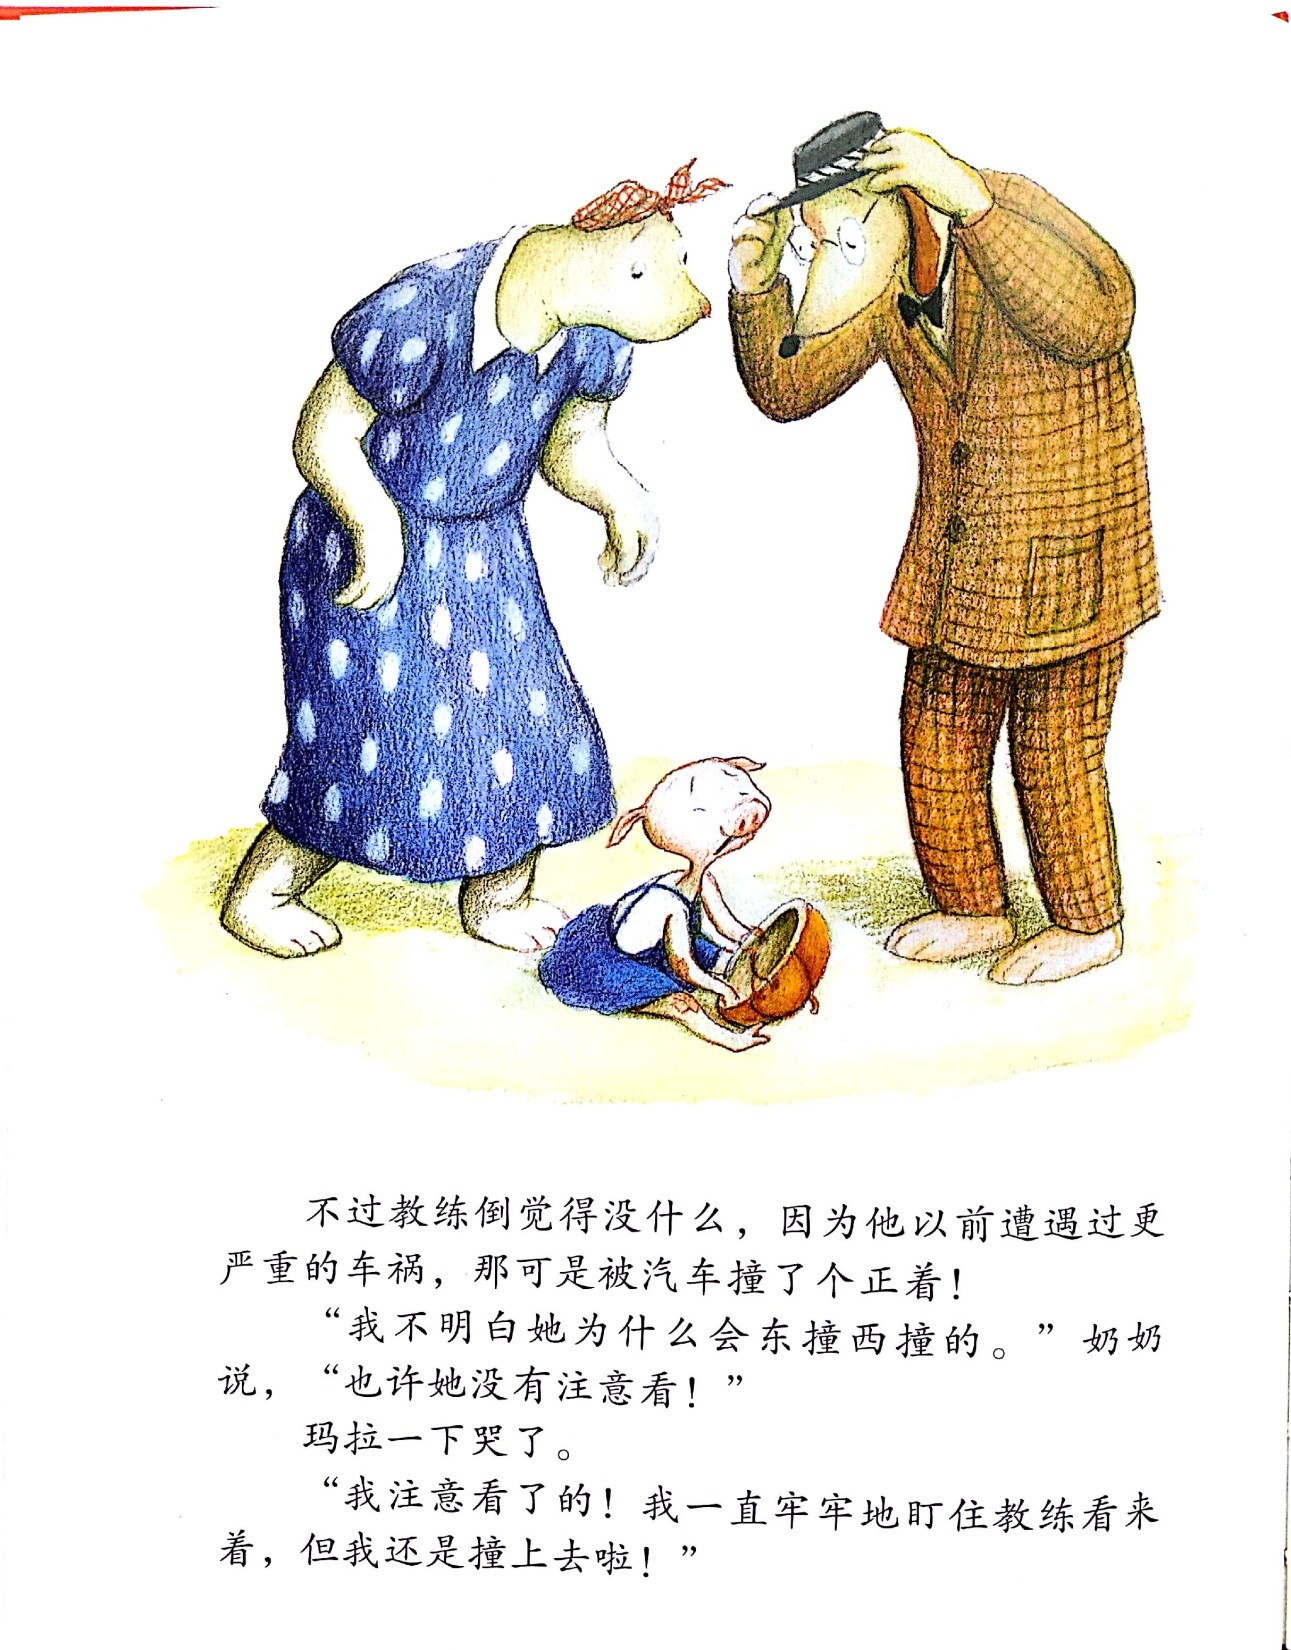 不过教练倒觉得没什么，因为他以前遭遇过更
严重的车祸，那可是被汽车撞了个正着！
“我不明白她为什么会东撞西撞的。”奶奶
说，“也许她没有注意看！”
玛拉一下哭了。
“我注意看了的！我一直牢牢地盯住教练看来
着，但我还是撞上去啦！”